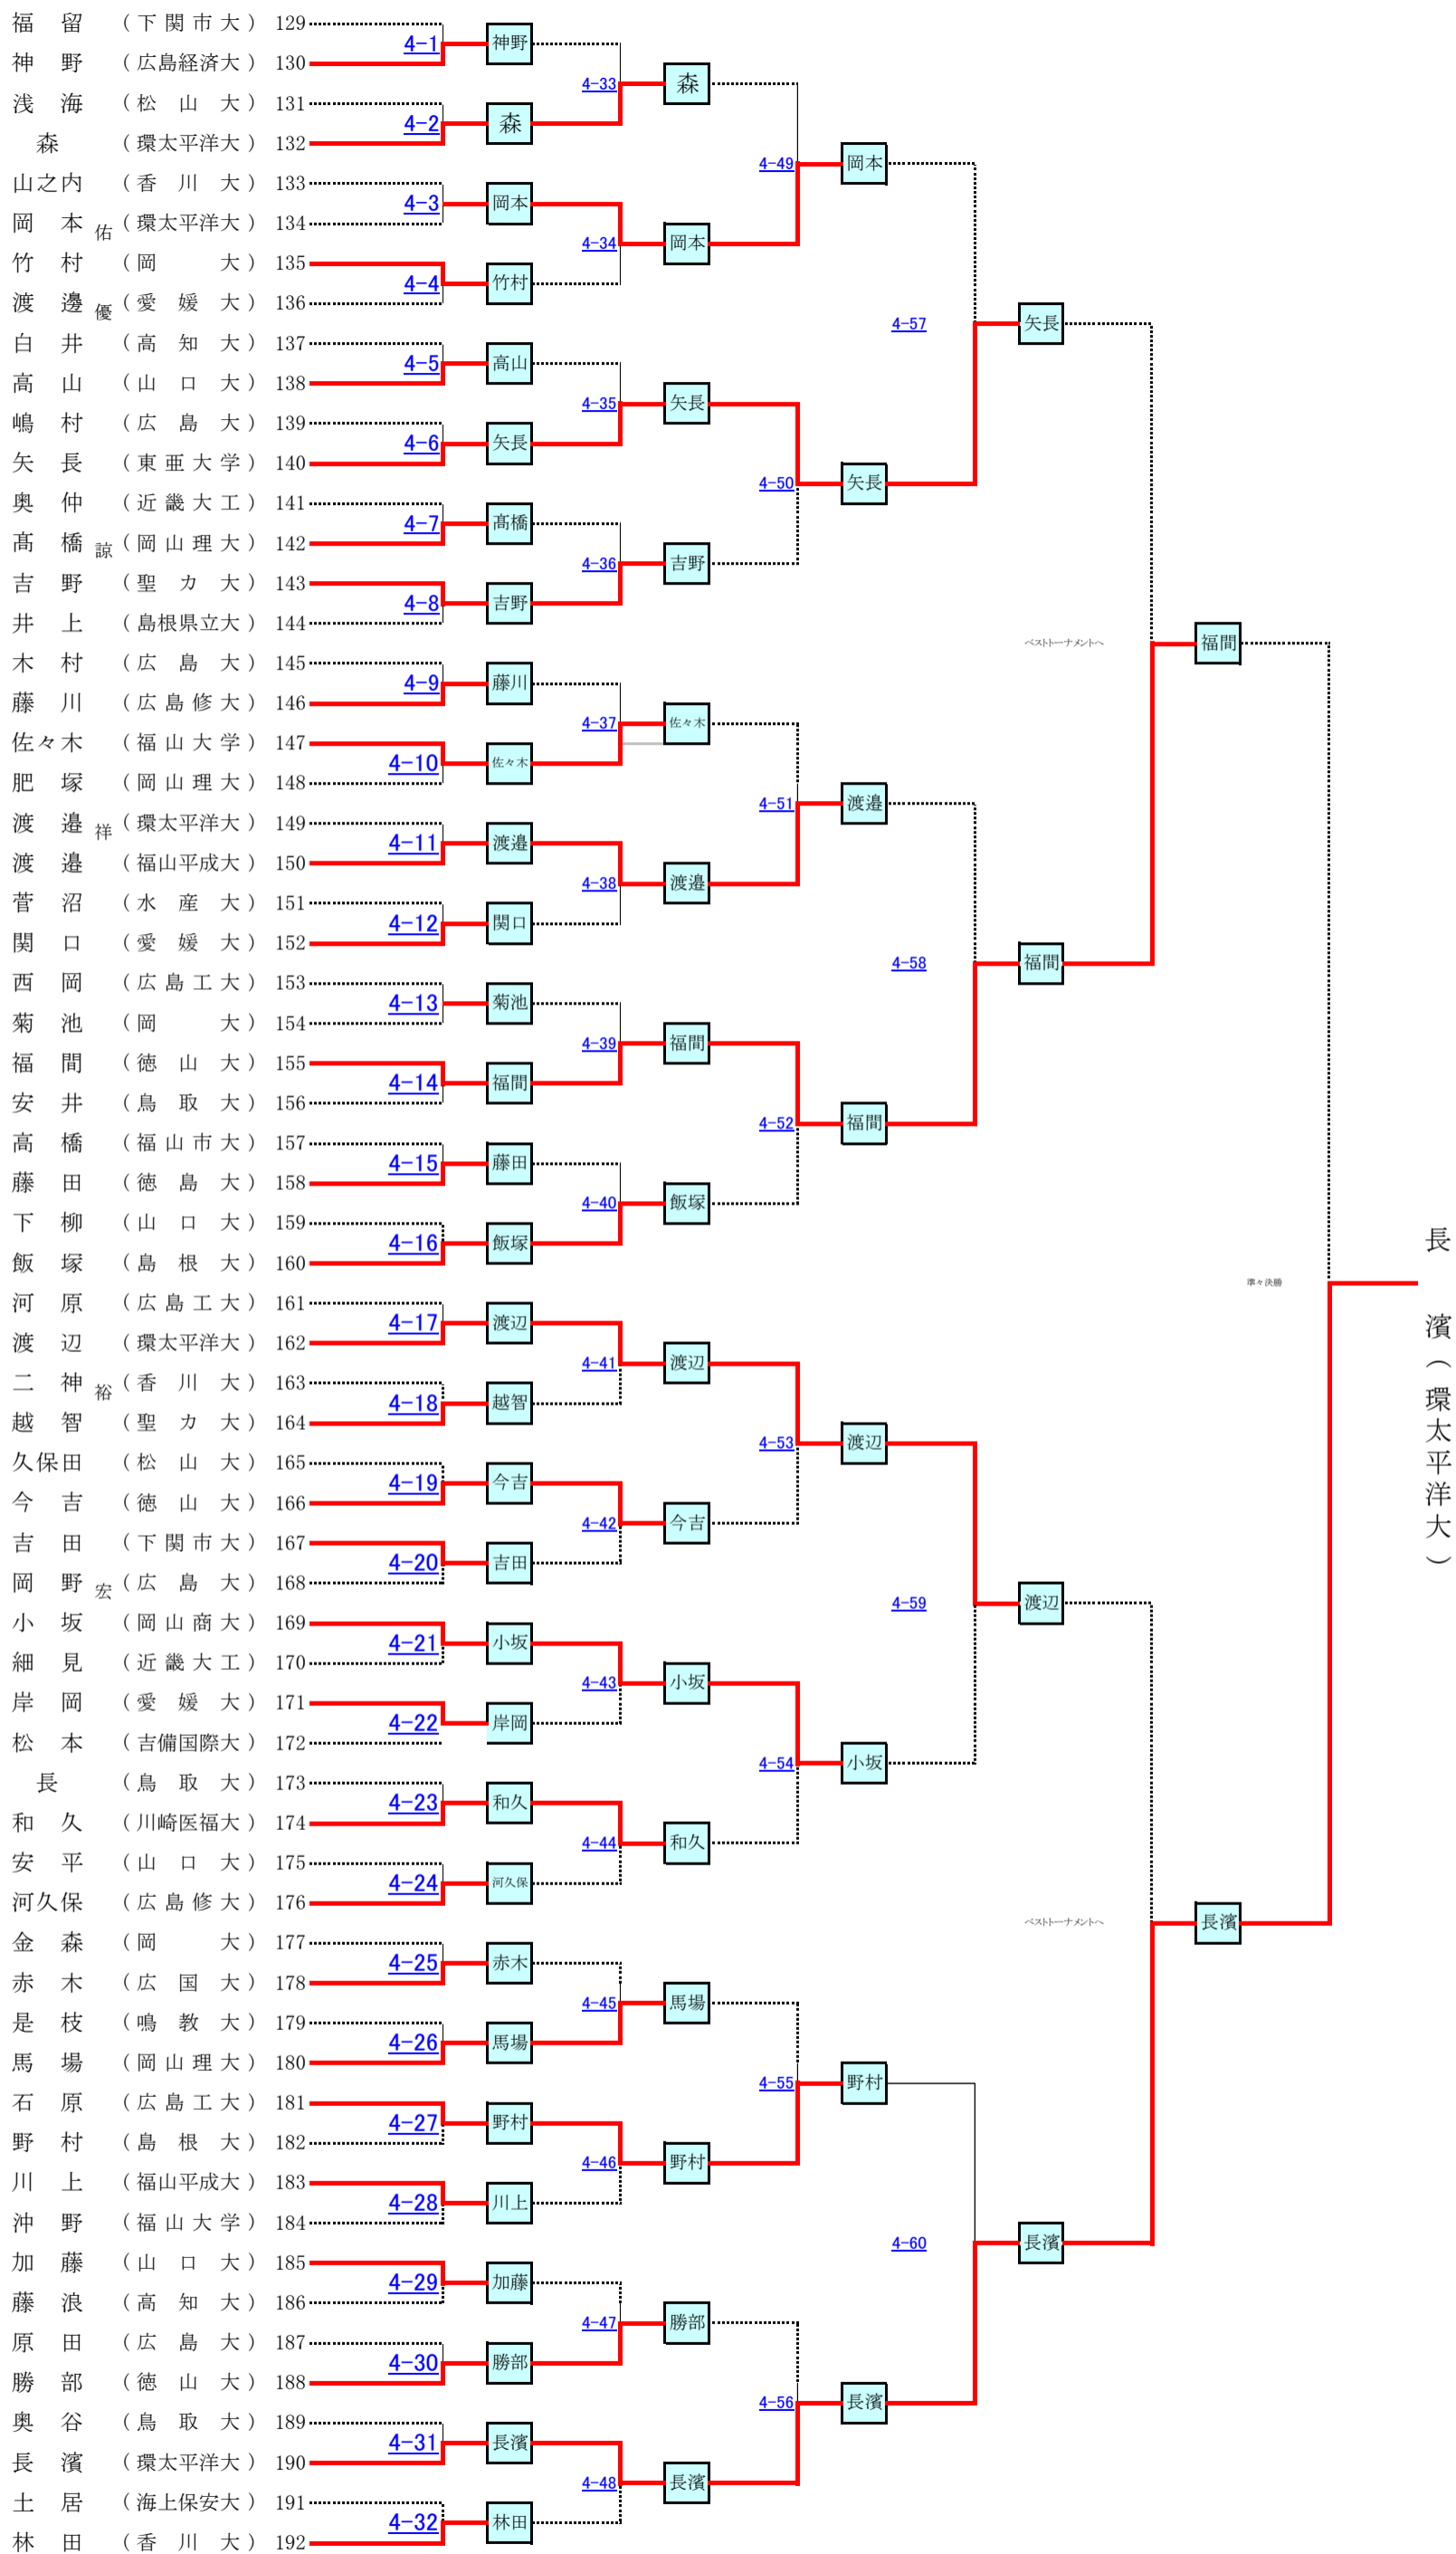 福留 （下関市大） 129
神野 （広島経済大） 130
浅海 （松山大） 131
森 （環太平洋大） 132
山之内 （香川大） 133
岡本佑 （環太平洋大） 134
竹村 （岡大） 135
渡邊優 （愛媛大） 136
白井 （高知大） 137
高山 （山口大） 138
嶋村 （広島大） 139
矢長 （東亜大学） 140
奥仲 （近畿大工） 141
髙橋諒 （岡山理大） 142
吉野 （聖カ大） 143
井上 （島根県立大） 144
木村 （広島大） 145
藤川 （広島修大） 146
佐々木 （福山大学） 147
肥塚 （岡山理大） 148
渡邉祥 （環太平洋大） 149
渡邉 （福山平成大） 150
菅沼 （水産大） 151
関口 （愛媛大） 152
西岡 （広島工大） 153
菊池 （岡大） 154
福間 （徳山大） 155
安井 （鳥取大） 156
高橋 （福山市大） 157
藤田 （徳島大） 158
下柳 （山口大） 159
飯塚 （島根大） 160
河原 （広島工大） 161
渡辺 （環太平洋大） 162
二神裕 （香川大） 163
越智 （聖カ大） 164
久保田 （松山大） 165
今吉 （徳山大） 166
吉田 （下関市大） 167
岡野宏 （広島大） 168
小坂 （岡山商大） 169
細見 （近畿大工） 170
岸岡 （愛媛大） 171
松本 （吉備国際大） 172
長 （鳥取大） 173
和久 （川崎医福大） 174
安平 （山口大） 175
河久保 （広島修大） 176
金森 （岡大） 177
赤木 （広国大） 178
是枝 （鳴教大） 179
馬場 （岡山理大） 180
石原 （広島工大） 181
野村 （島根大） 182
川上 （福山平成大） 183
沖野 （福山大学） 184
加藤 （山口大） 185
藤浪 （高知大） 186
原田 （広島大） 187
勝部 （徳山大） 188
奥谷 （鳥取大） 189
長濱 （環太平洋大） 190
土居 （海上保安大） 191
林田 （香川大） 192
4-1 神野
4-2 森
4-3 岡本
4-4 竹村
4-5 高山
4-6 矢長
4-7 髙橋
4-8 吉野
4-9 藤川
4-10 佐々木
4-11 渡邉
4-12 関口
4-13 菊池
4-14 福間
4-15 藤田
4-16 飯塚
4-17 渡辺
4-18 越智
4-19 今吉
4-20 吉田
4-21 小坂
4-22 岸岡
4-23 和久
4-24 河久保
4-25 赤木
4-26 馬場
4-27 野村
4-28 川上
4-29 加藤
4-30 勝部
4-31 長濱
4-32 林田
4-33 森
4-34 岡本
4-35 矢長
4-36 吉野
4-37 佐々木
4-38 渡邉
4-39 福間
4-40 飯塚
4-41 渡辺
4-42 今吉
4-43 小坂
4-44 和久
4-45 馬場
4-46 野村
4-47 勝部
4-48 長濱
4-49 岡本
4-50 矢長
4-51 渡邉
4-52 福間
4-53 渡辺
4-54 小坂
4-55 野村
4-56 長濱
4-57 矢長
4-58 福間
4-59 渡辺
4-60 長濱
ベストトーナメントへ 福間
ベストトーナメントへ 長濱
準々決勝
長濱（環太平洋大）